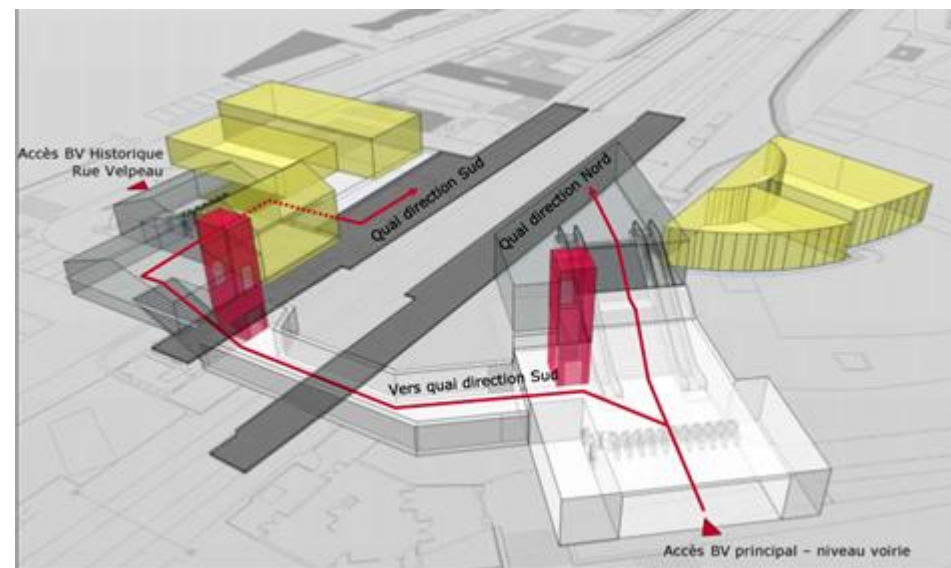 Accès BV Historique
Rue Velpeau
Quai direction Sud
Quai direction Nord
Vers quai direction Sud
Accès BV principal – niveau voirie